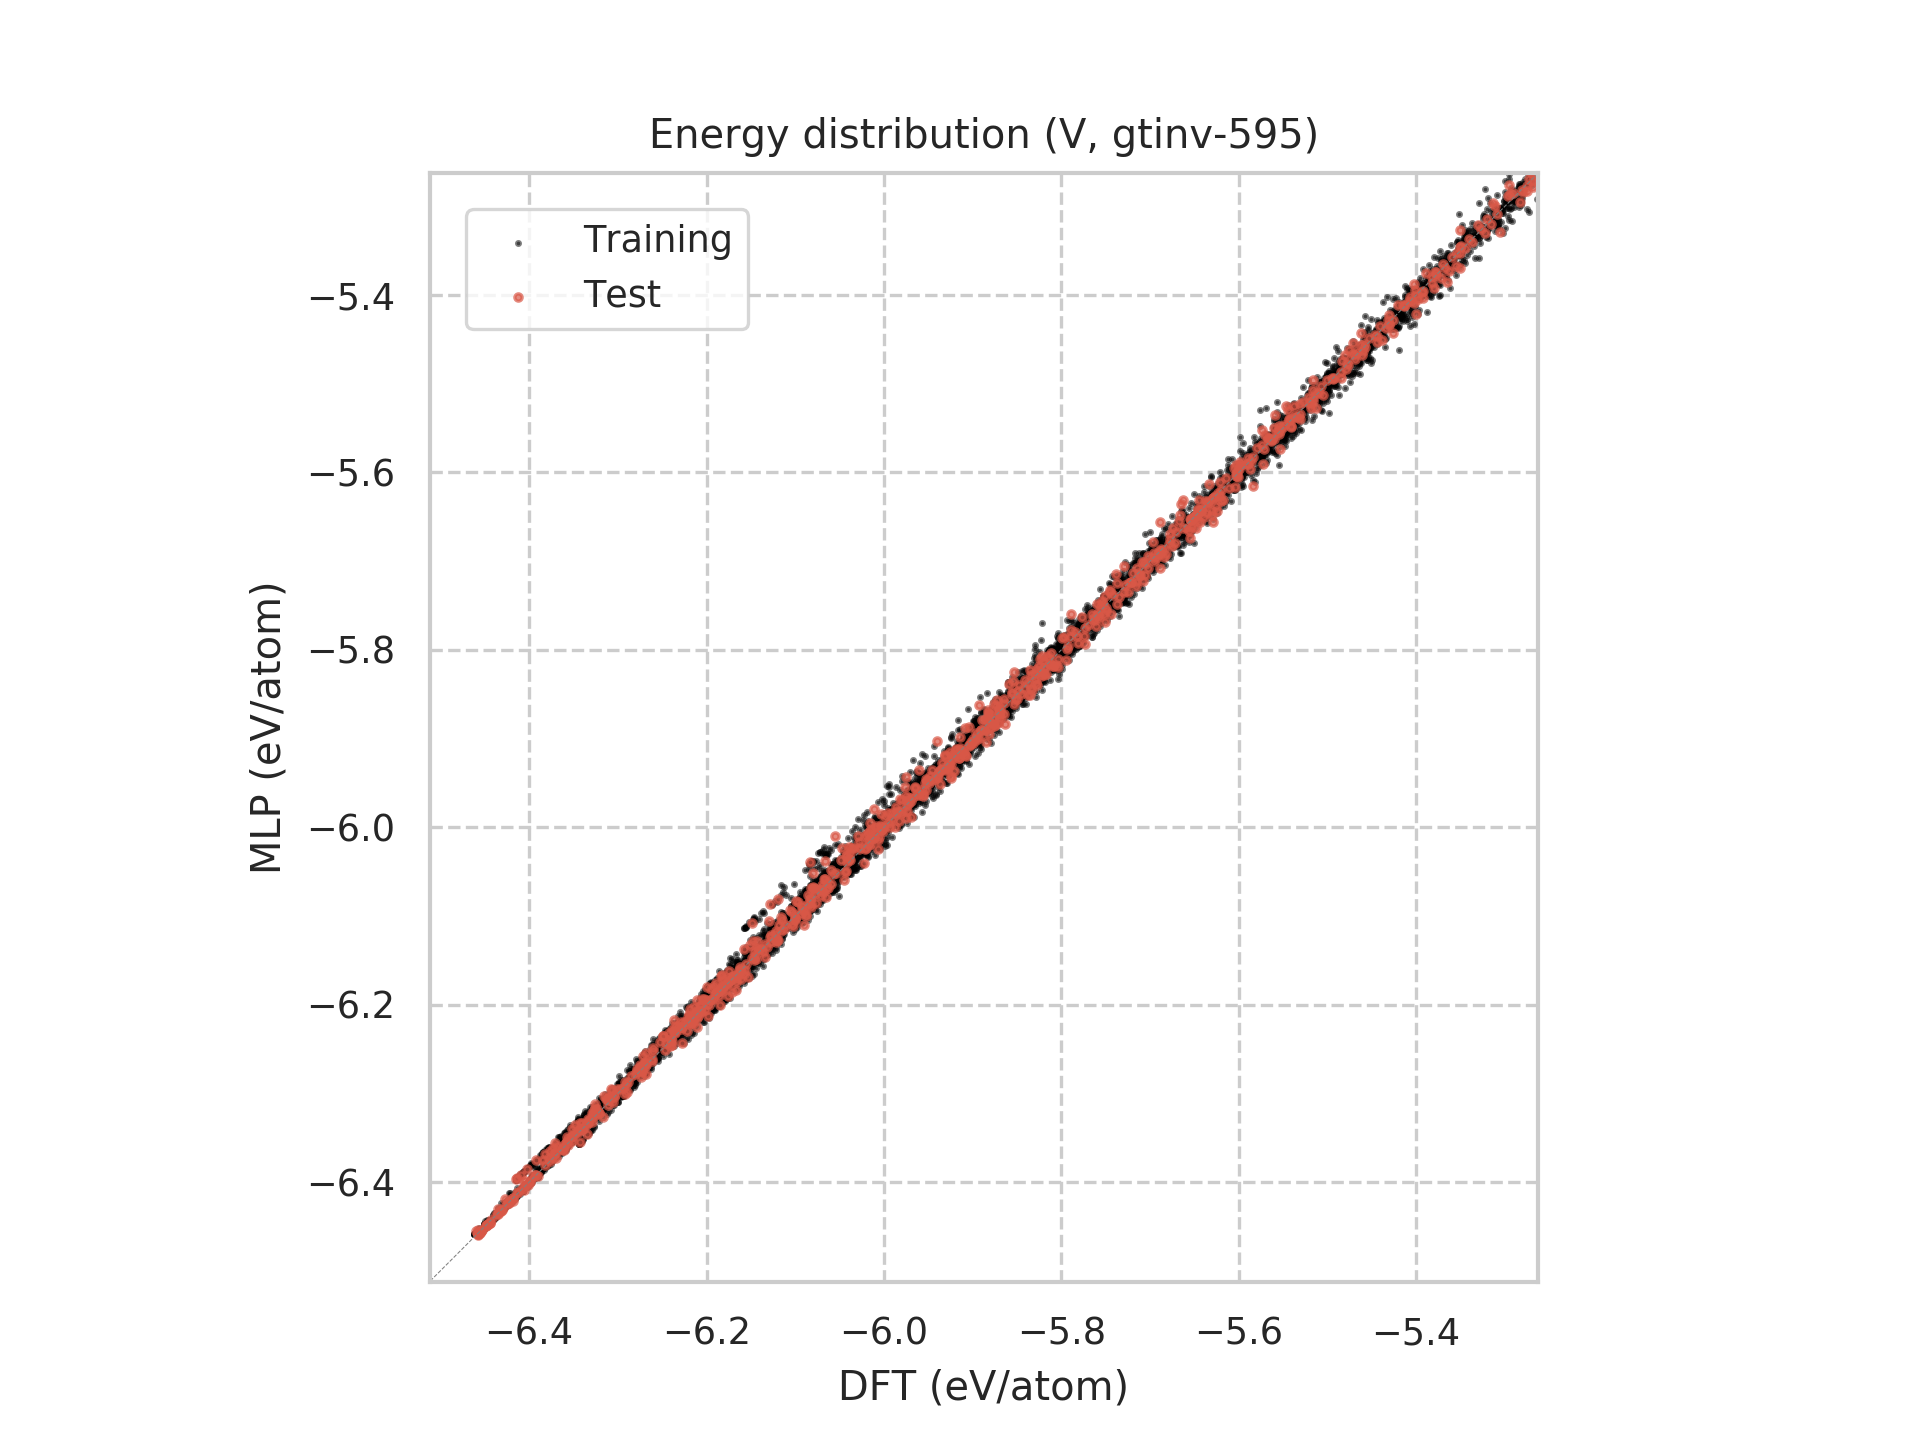 Energy distribution (V, gtinv-595)
Training
Test
−5.4
−5.6
−5.8
−6.0
−6.2
−6.4
MLP (eV/atom)
−6.4 −6.2 −6.0 −5.8 −5.6 −5.4
DFT (eV/atom)